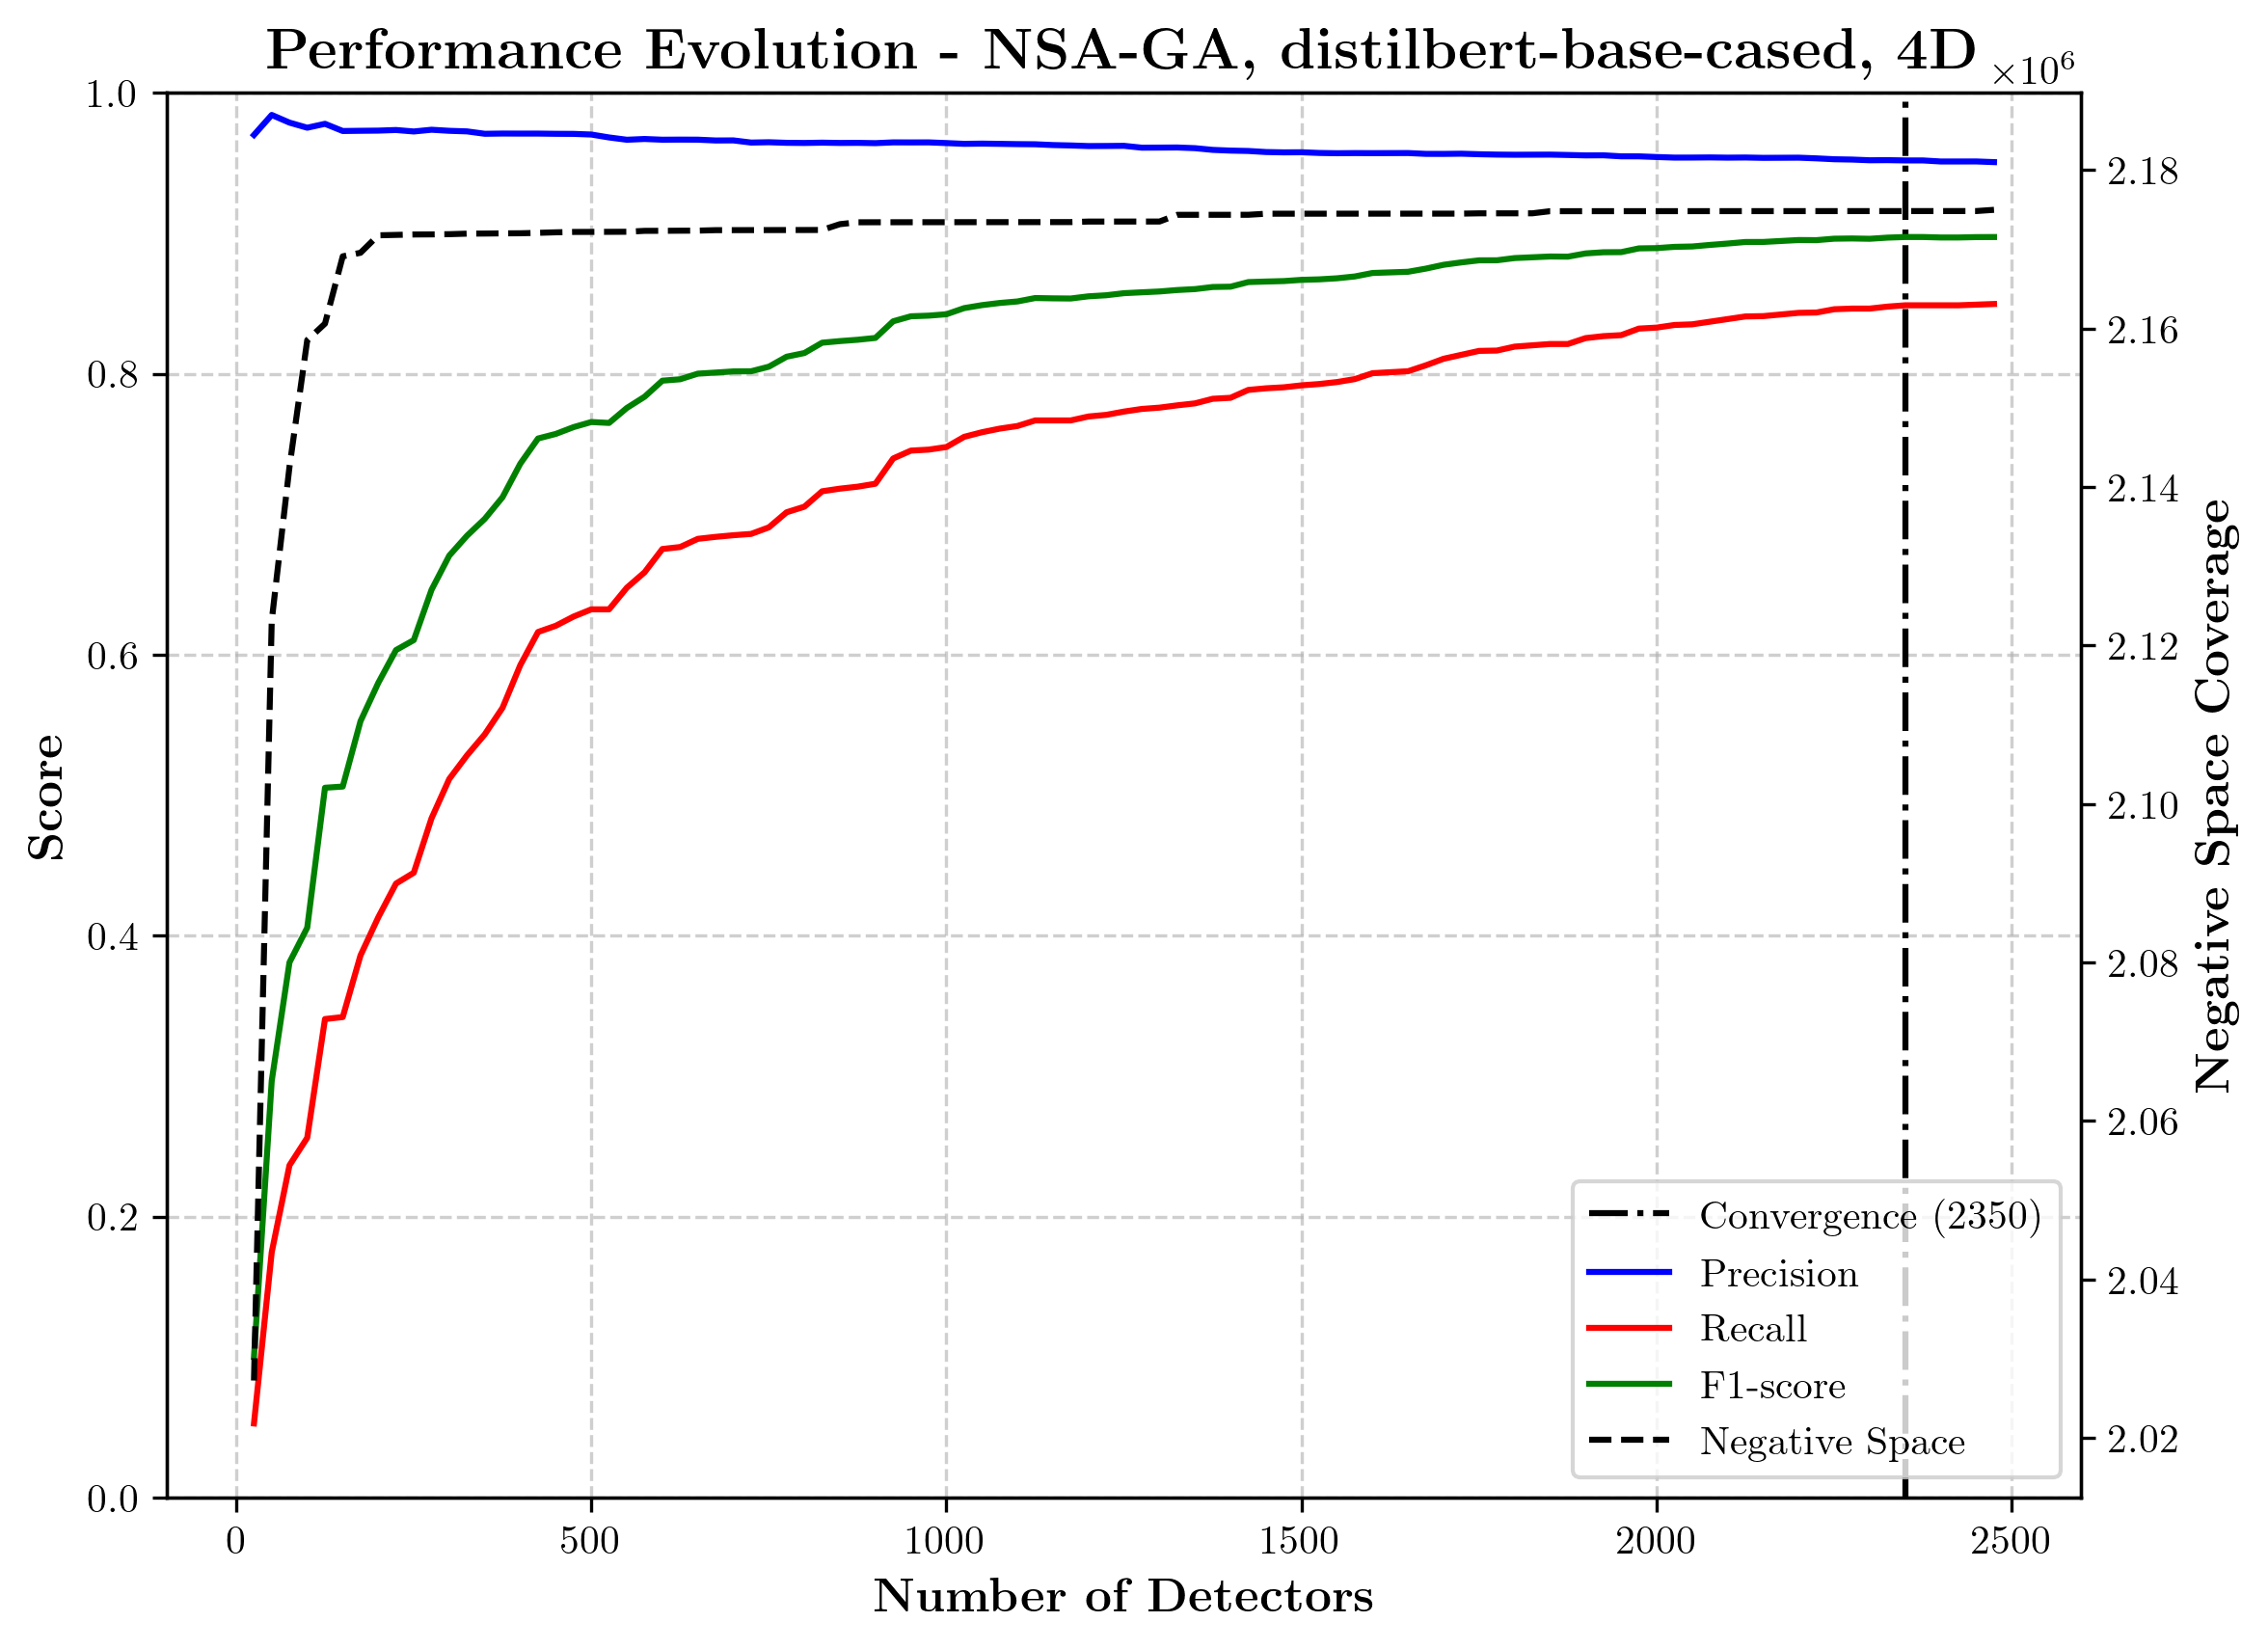 Performance Evolution - NSA-GA, distilbert-base-cased, 4D
×10⁶
1.0
0.8
0.6
0.4
0.2
0.0
Score
2.18
2.16
2.14
2.12
2.10
2.08
2.06
2.04
2.02
Negative Space Coverage
Convergence (2350)
Precision
Recall
F1-score
Negative Space
0 500 1000 1500 2000 2500
Number of Detectors